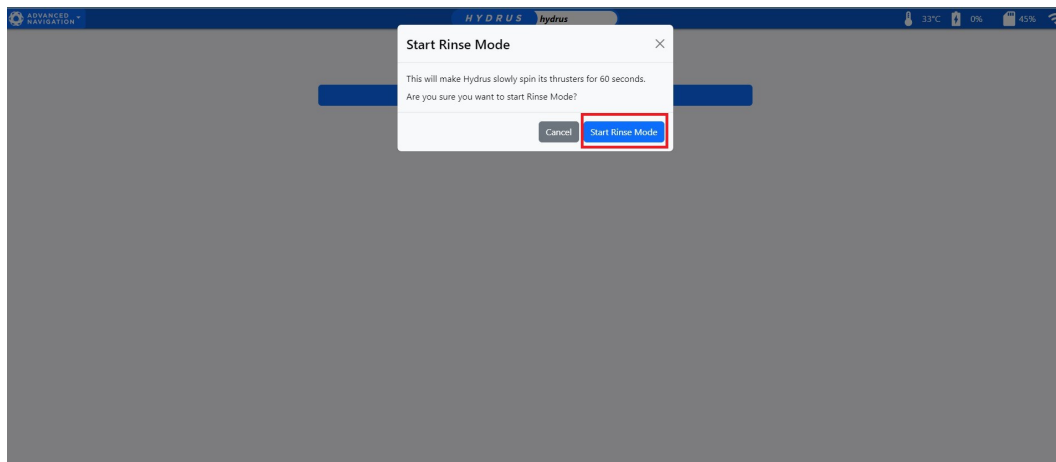 ADVANCED
NAVIGATION
HYDRUS hydrus
33°C 0% 45%
Start Rinse Mode
This will make Hydrus slowly spin its thrusters for 60 seconds.
Are you sure you want to start Rinse Mode?
Cancel Start Rinse Mode